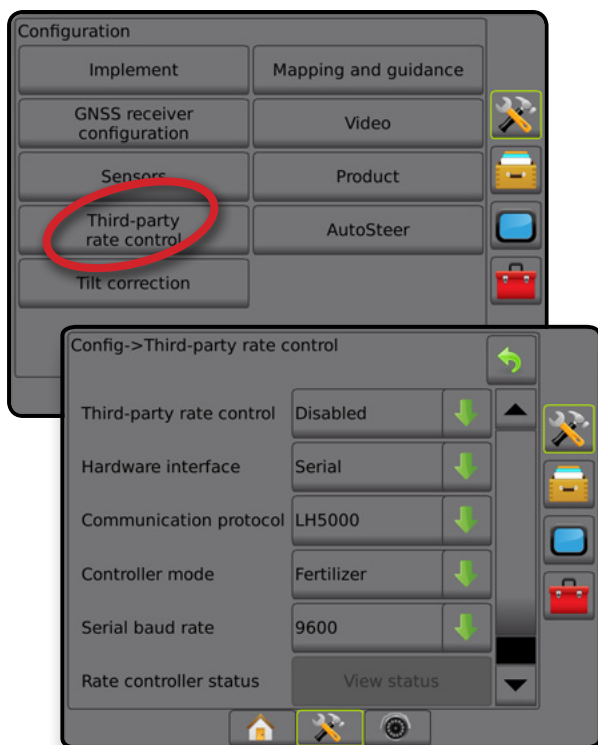 Configuration
Implement
Mapping and guidance
GNSS receiver
configuration
Video
Sensors
Product
Third-party
rate control
AutoSteer
Tilt correction
Config->Third-party rate control
Third-party rate control
Disabled
Hardware interface
Serial
Communication protocol
LH5000
Controller mode
Fertilizer
Serial baud rate
9600
Rate controller status
View status